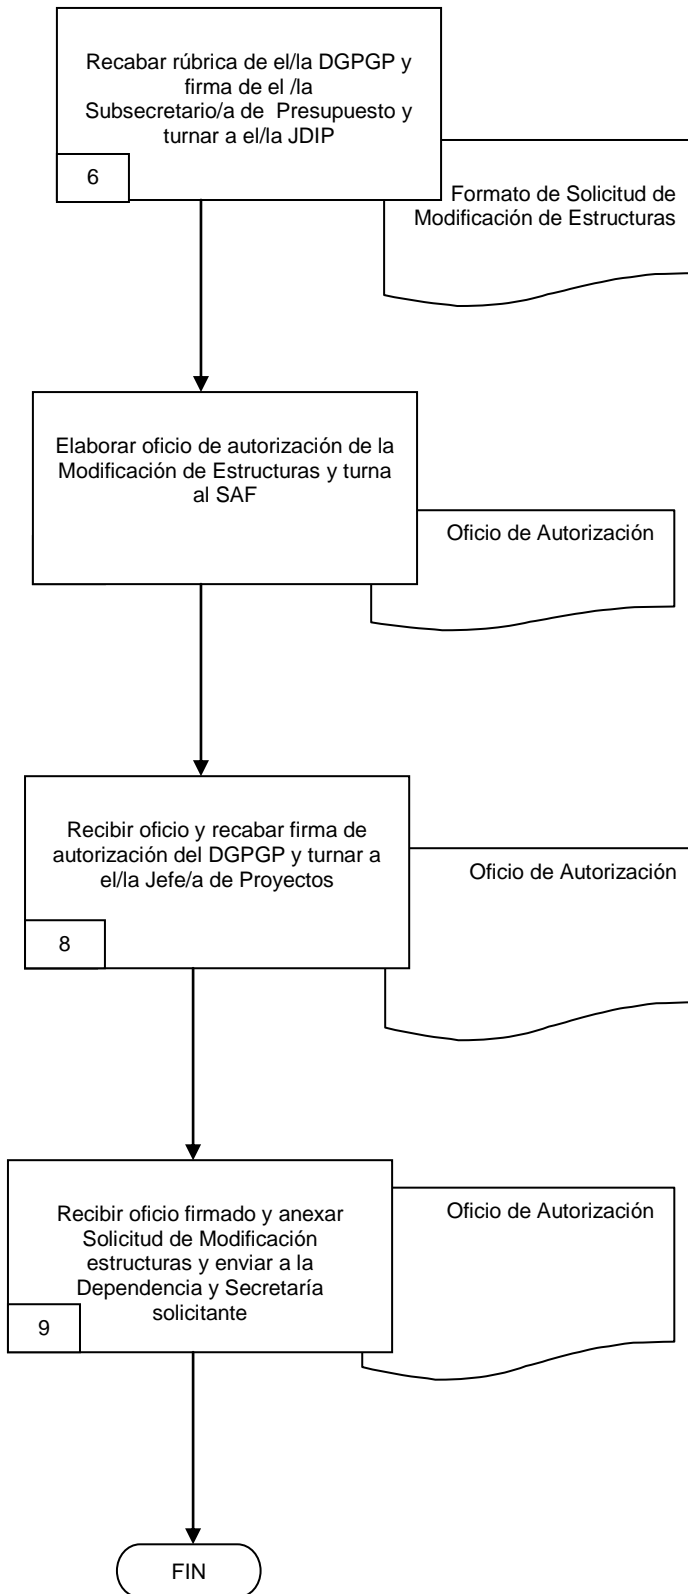 Recabar rúbrica de el/la DGPGP y
firma de el /la
Subsecretario/a de Presupuesto y
turnar a el/la JDIP
6
Formato de Solicitud de
Modificación de Estructuras
Elaborar oficio de autorización de la
Modificación de Estructuras y turna
al SAF
Oficio de Autorización
Recibir oficio y recabar firma de
autorización del DGPGP y turnar a
el/la Jefe/a de Proyectos
8
Oficio de Autorización
Recibir oficio firmado y anexar
Solicitud de Modificación
estructuras y enviar a la
Dependencia y Secretaría
solicitante
9
Oficio de Autorización
FIN